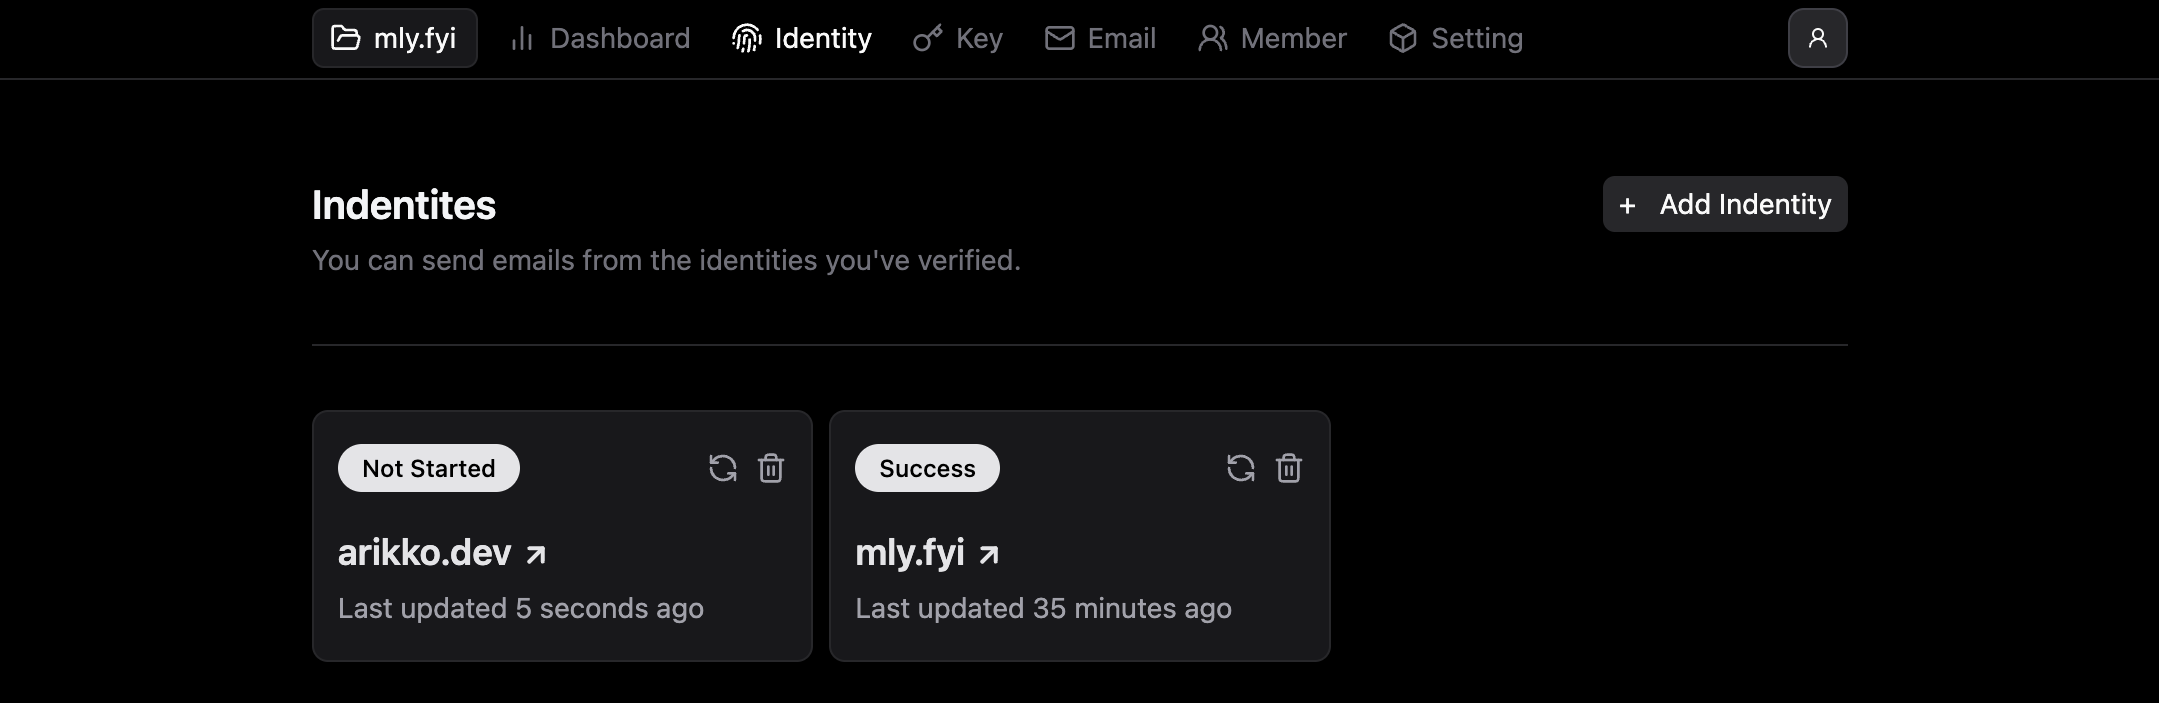 mly.fyi Dashboard Identity Key Email Member Setting
Indentites
+ Add Indentity
You can send emails from the identities you've verified.
Not Started
arikko.dev
Last updated 5 seconds ago
Success
mly.fyi
Last updated 35 minutes ago